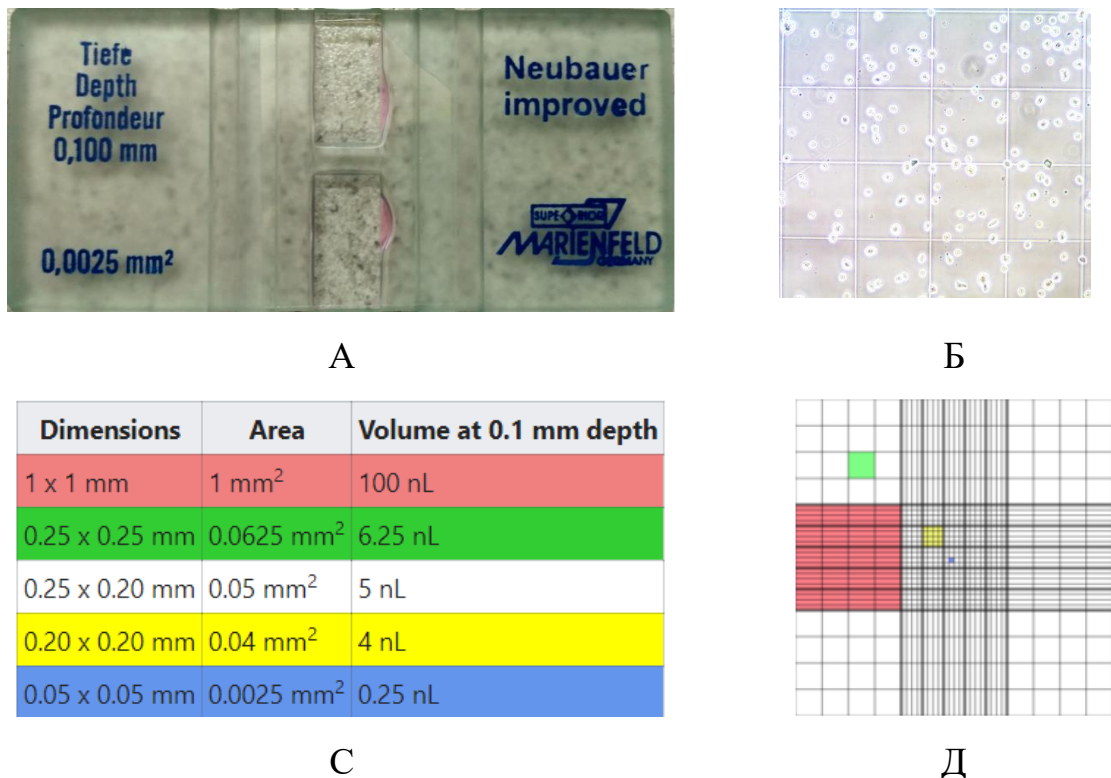 Tiefe
Depth
Profondeur
0,100 mm
0,0025 mm²
Neubauer
improved
SUPERIOR
MARIENFELD
GERMANY
А
Б
Dimensions Area Volume at 0.1 mm depth
1 x 1 mm 1 mm² 100 nL
0.25 x 0.25 mm 0.0625 mm² 6.25 nL
0.25 x 0.20 mm 0.05 mm² 5 nL
0.20 x 0.20 mm 0.04 mm² 4 nL
0.05 x 0.05 mm 0.0025 mm² 0.25 nL
С
Д